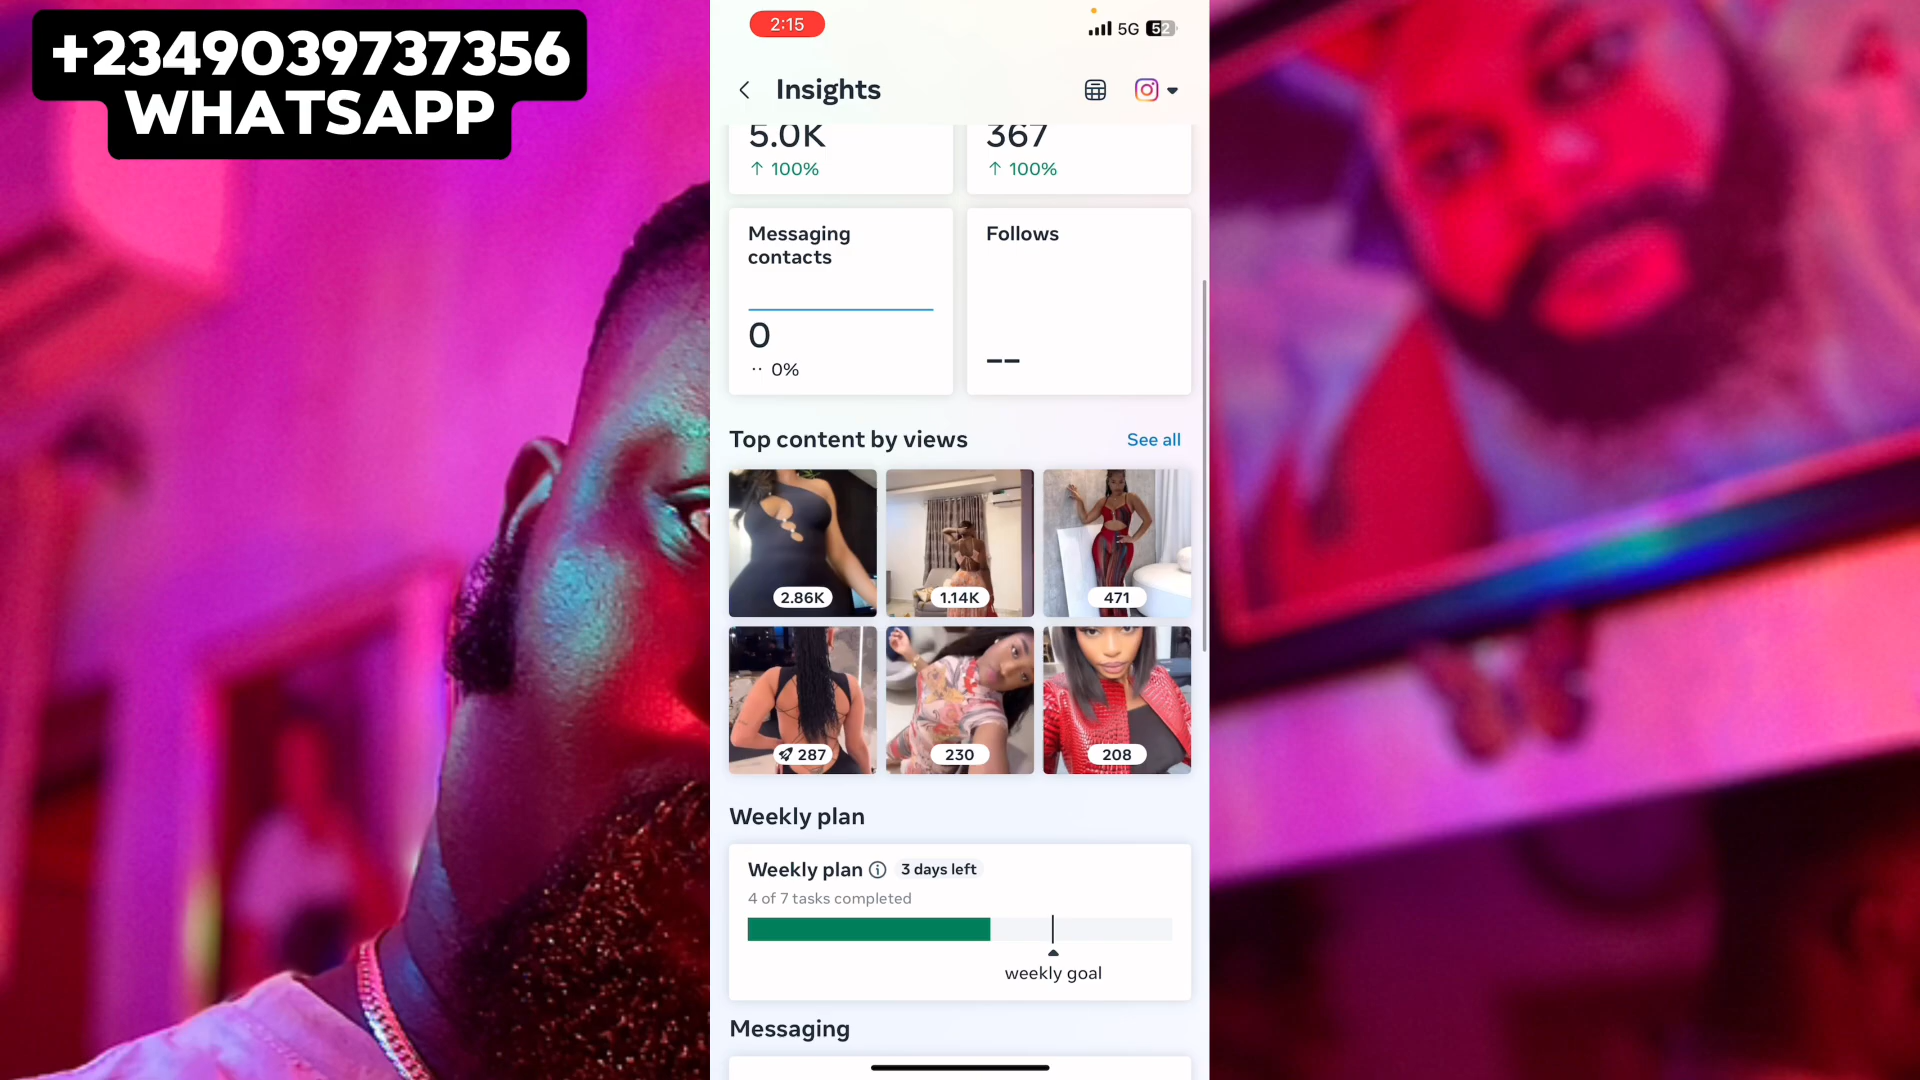 +2349039737356
WHATSAPP
2:15
5G 52
Insights
5.0K
367
↑ 100%
↑ 100%
Messaging
contacts
Follows
0
0%
--
Top content by views
See all
2.86K
1.14K
471
287
230
208
Weekly plan
Weekly plan
3 days left
4 of 7 tasks completed
weekly goal
Messaging